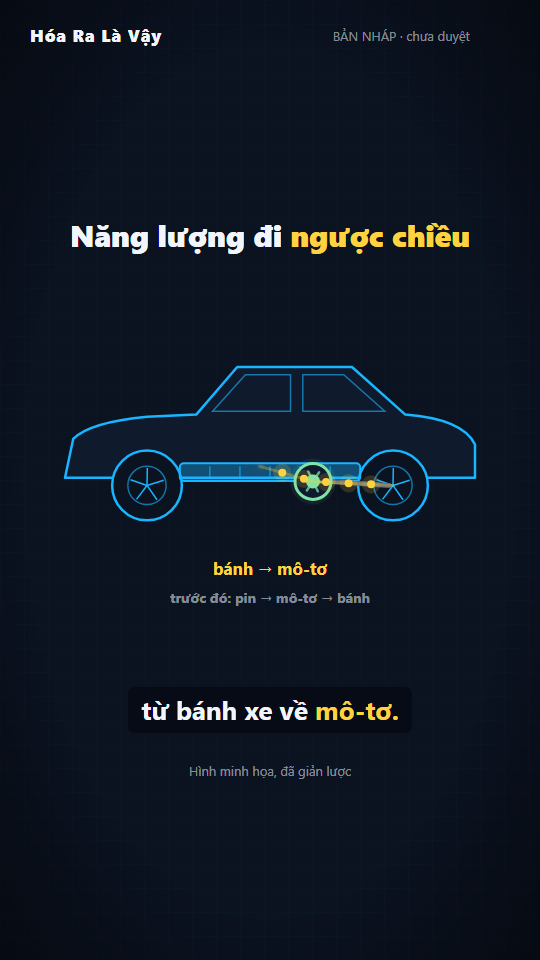 Hóa Ra Là Vậy
BẢN NHÁP · chưa duyệt
Năng lượng đi ngược chiều
bánh → mô-tơ
trước đó: pin → mô-tơ → bánh
từ bánh xe về mô-tơ.
Hình minh họa, đã giản lược